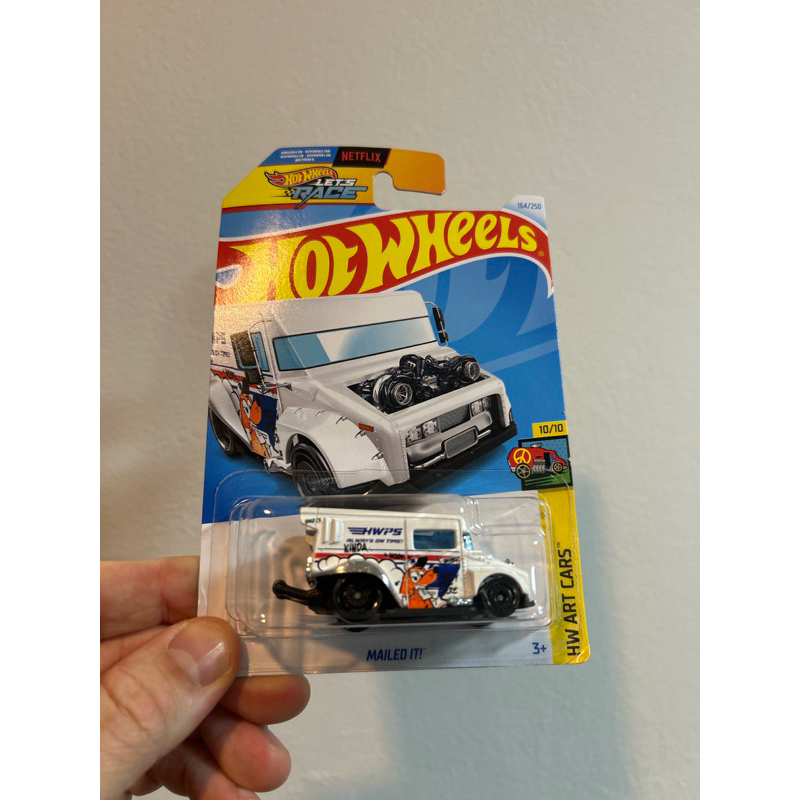 NETFLIX
HOT WHEELS
LET'S
RACE
164/250
HOT WHEELS
10/10
HWPS
ALWAYS ON TIME!
KINDA
MAILED IT!
3+
HW ART CARS